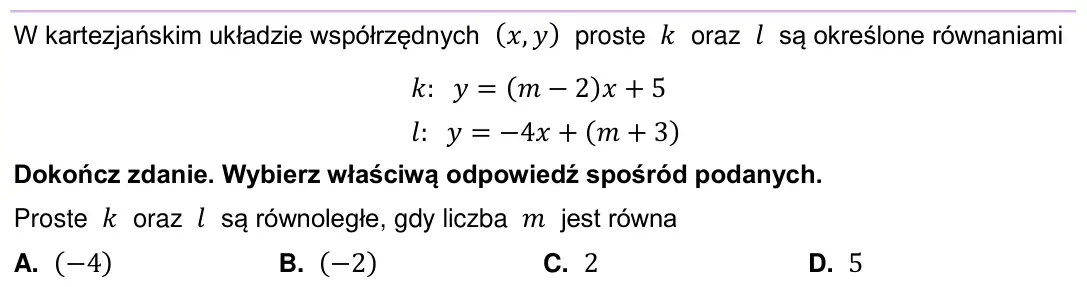 W kartezjańskim układzie współrzędnych (x, y) proste k oraz l są określone równaniami
k: y = (m − 2)x + 5
l: y = −4x + (m + 3)
Dokończ zdanie. Wybierz właściwą odpowiedź spośród podanych.
Proste k oraz l są równoległe, gdy liczba m jest równa
A. (−4) B. (−2) C. 2 D. 5